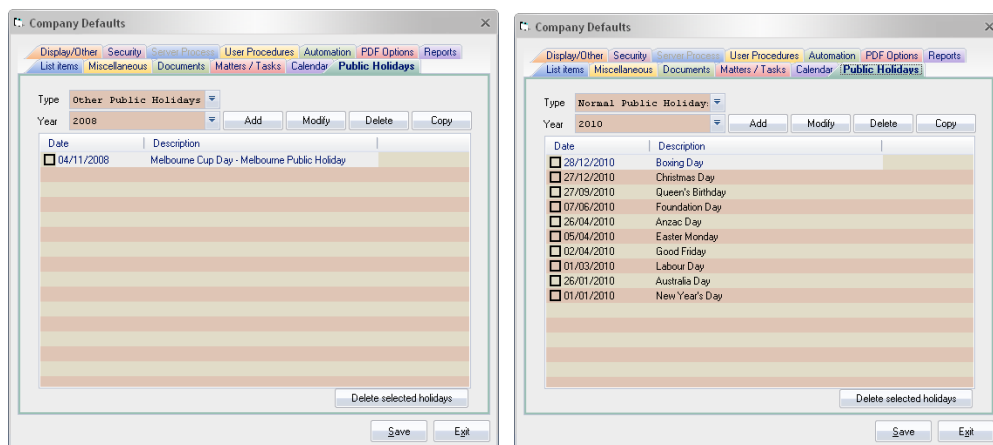 Company Defaults
Display/Other Security Server Process User Procedures Automation PDF Options Reports
List items Miscellaneous Documents Matters / Tasks Calendar Public Holidays
Type Other Public Holidays
Year 2008 Add Modify Delete Copy
Date Description
04/11/2008 Melbourne Cup Day - Melbourne Public Holiday
Delete selected holidays
Save Exit
Company Defaults
Display/Other Security Server Process User Procedures Automation PDF Options Reports
List items Miscellaneous Documents Matters / Tasks Calendar Public Holidays
Type Normal Public Holiday
Year 2010 Add Modify Delete Copy
Date Description
28/12/2010 Boxing Day
27/12/2010 Christmas Day
27/09/2010 Queen's Birthday
07/06/2010 Foundation Day
26/04/2010 Anzac Day
05/04/2010 Easter Monday
02/04/2010 Good Friday
01/03/2010 Labour Day
26/01/2010 Australia Day
01/01/2010 New Year's Day
Delete selected holidays
Save Exit